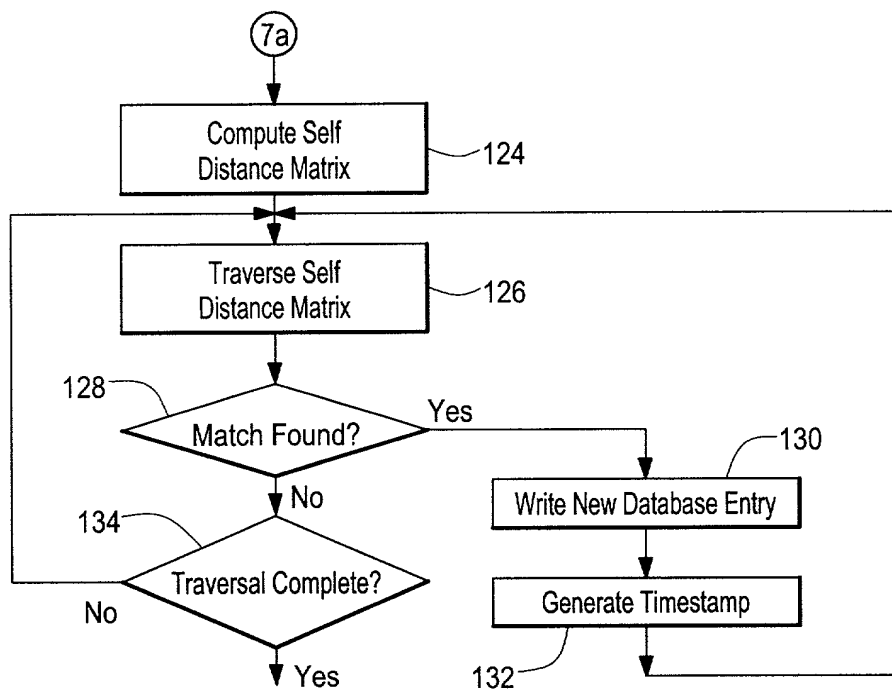 7a
Compute Self
Distance Matrix
124
Traverse Self
Distance Matrix
126
128
Match Found?
Yes
No
130
Write New Database Entry
134
Traversal Complete?
No
Yes
Generate Timestamp
132